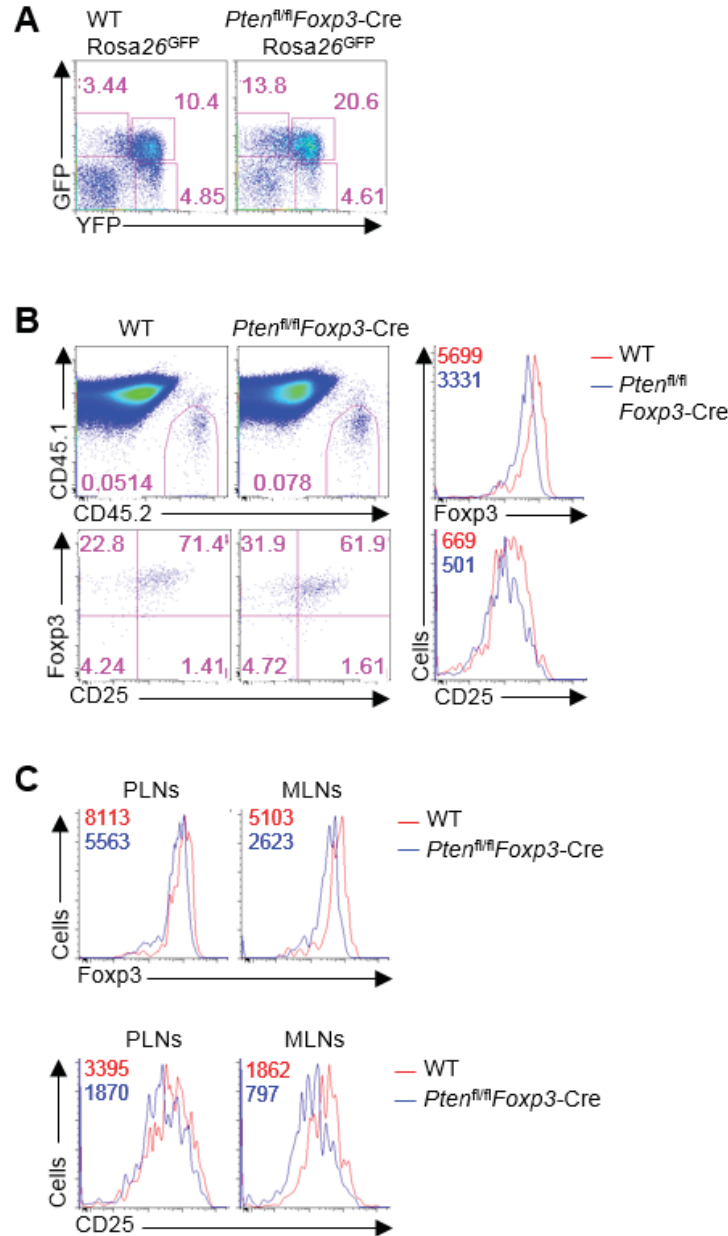 A
WT
Rosa26GFP
Ptenfl/flFoxp3-Cre
Rosa26GFP
3.44
10.4
4.85
13.8
20.6
4.61
GFP
YFP
B
WT
Ptenfl/flFoxp3-Cre
0.0514
0.078
CD45.1
CD45.2
22.8 71.4
4.24 1.41
31.9 61.9
4.72 1.61
Foxp3
CD25
5699
3331
WT
Ptenfl/fl
Foxp3-Cre
Foxp3
669
501
Cells
CD25
C
PLNs
MLNs
8113
5563
5103
2623
WT
Ptenfl/flFoxp3-Cre
Cells
Foxp3
PLNs
MLNs
3395
1870
1862
797
WT
Ptenfl/flFoxp3-Cre
Cells
CD25